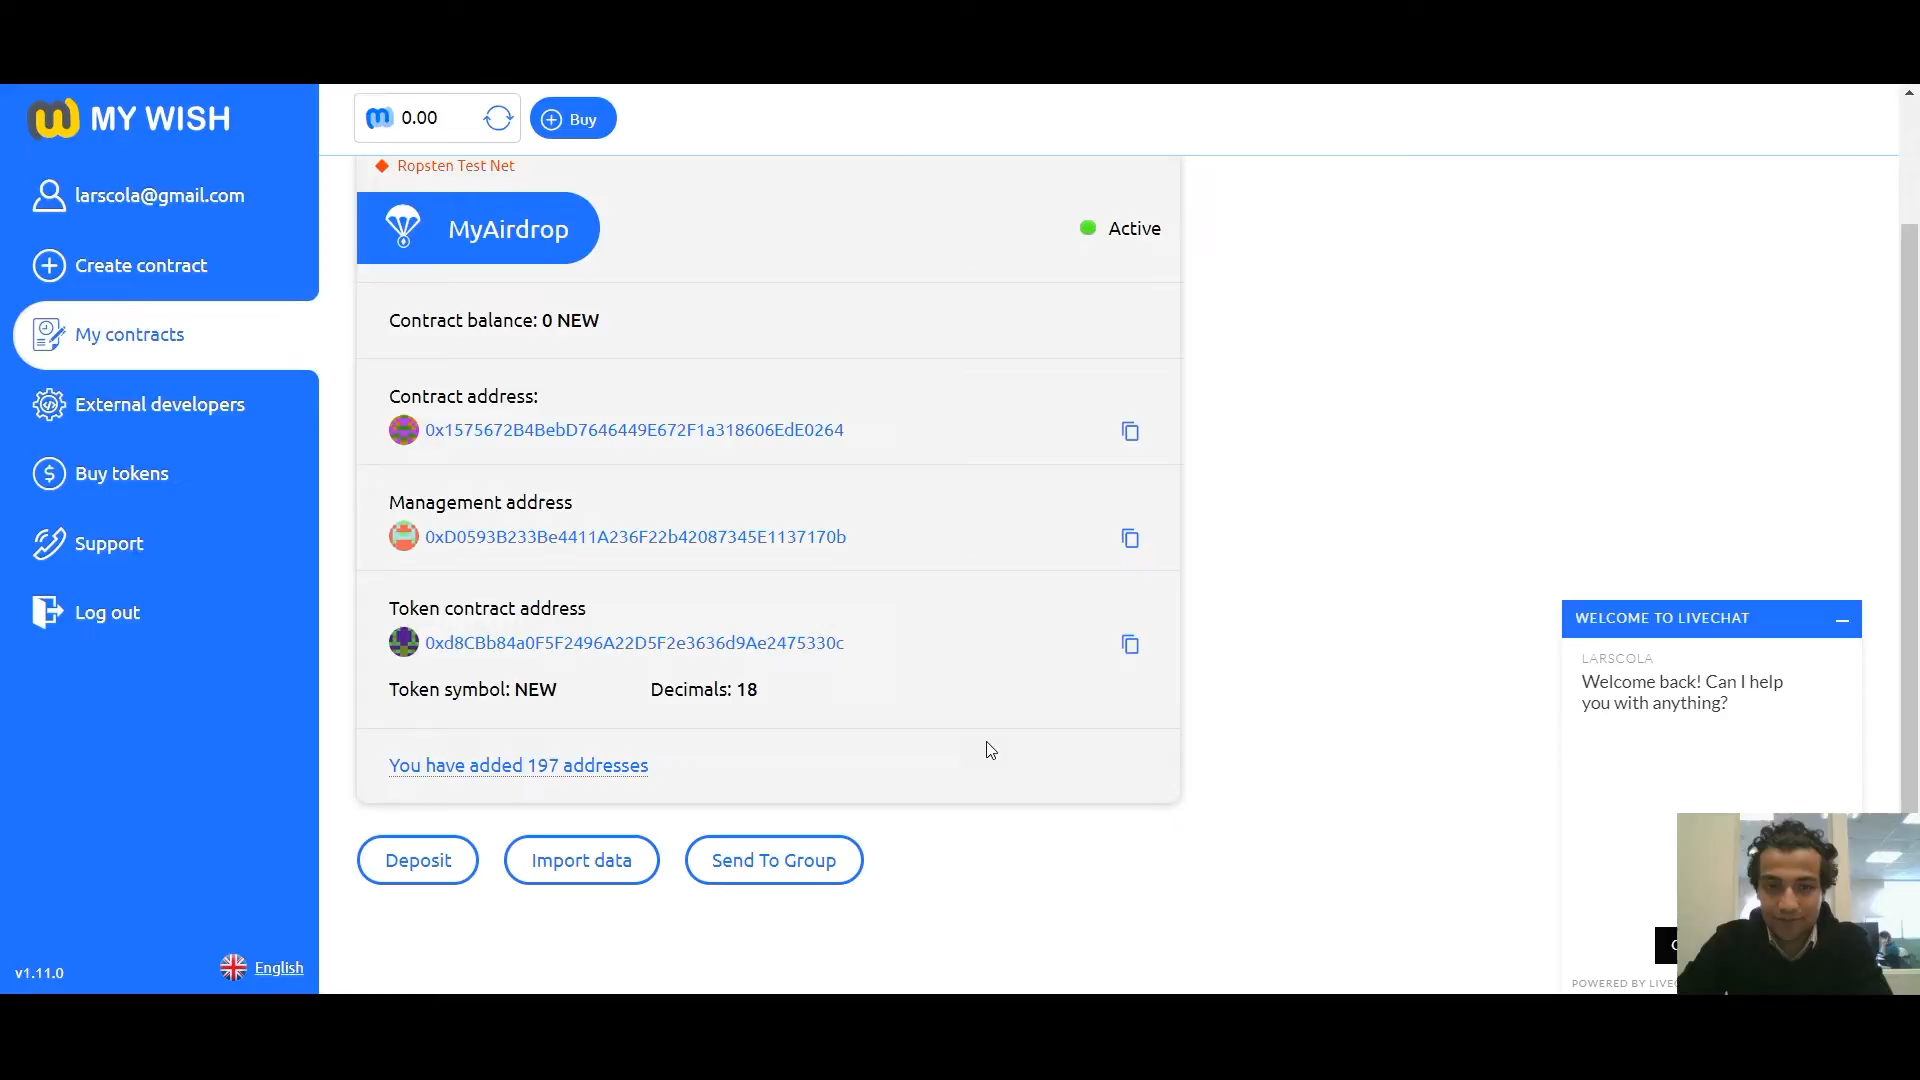 MY WISH
0.00
Buy
larscola@gmail.com
Create contract
My contracts
External developers
Buy tokens
Support
Log out
v1.11.0
English
Ropsten Test Net
MyAirdrop
Active
Contract balance: 0 NEW
Contract address:
0x1575672B4BebD7646449E672F1a318606EdE0264
Management address
0xD0593B233Be4411A236F22b42087345E1137170b
Token contract address
0xd8CBb84a0F5F2496A22D5F2e3636d9Ae2475330c
Token symbol: NEW Decimals: 18
You have added 197 addresses
Deposit
Import data
Send To Group
WELCOME TO LIVECHAT
LARSCOLA
Welcome back! Can I help
you with anything?
POWERED BY